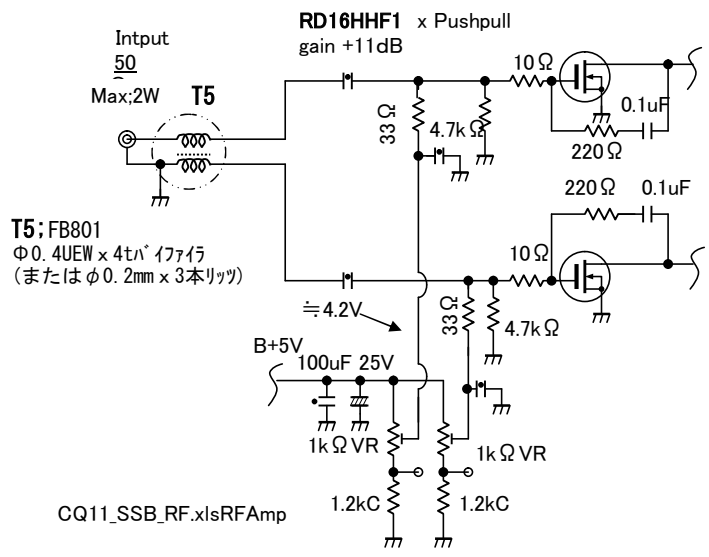 RD16HHF1 x Pushpull
gain +11dB
Intput
50
Max;2W
T5
10Ω
33Ω
4.7kΩ
0.1uF
220Ω
220Ω
0.1uF
T5; FB801
Φ0.4UEW x 4tバイファイラ
(またはφ0.2mm x 3本リッツ)
10Ω
≒4.2V
33Ω
4.7kΩ
B+5V
100uF 25V
1kΩVR
1kΩVR
1.2kC
1.2kC
CQ11_SSB_RF.xlsRFAmp